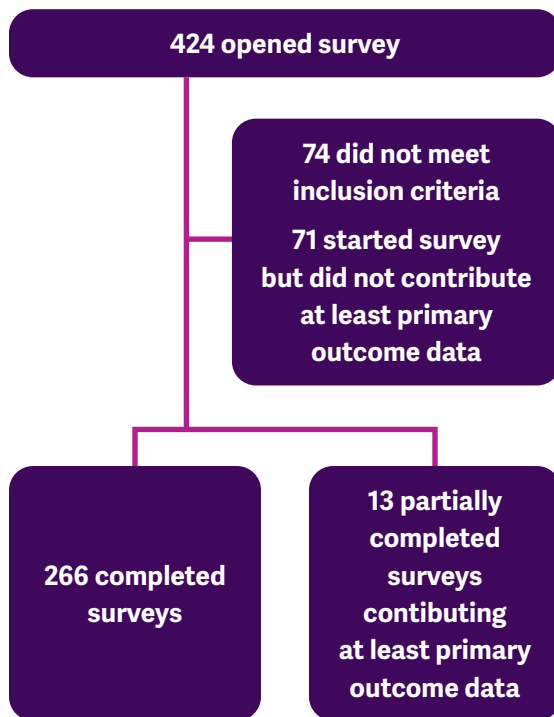 424 opened survey
74 did not meet
inclusion criteria
71 started survey
but did not contribute
at least primary
outcome data
266 completed
surveys
13 partially
completed
surveys
contibuting
at least primary
outcome data